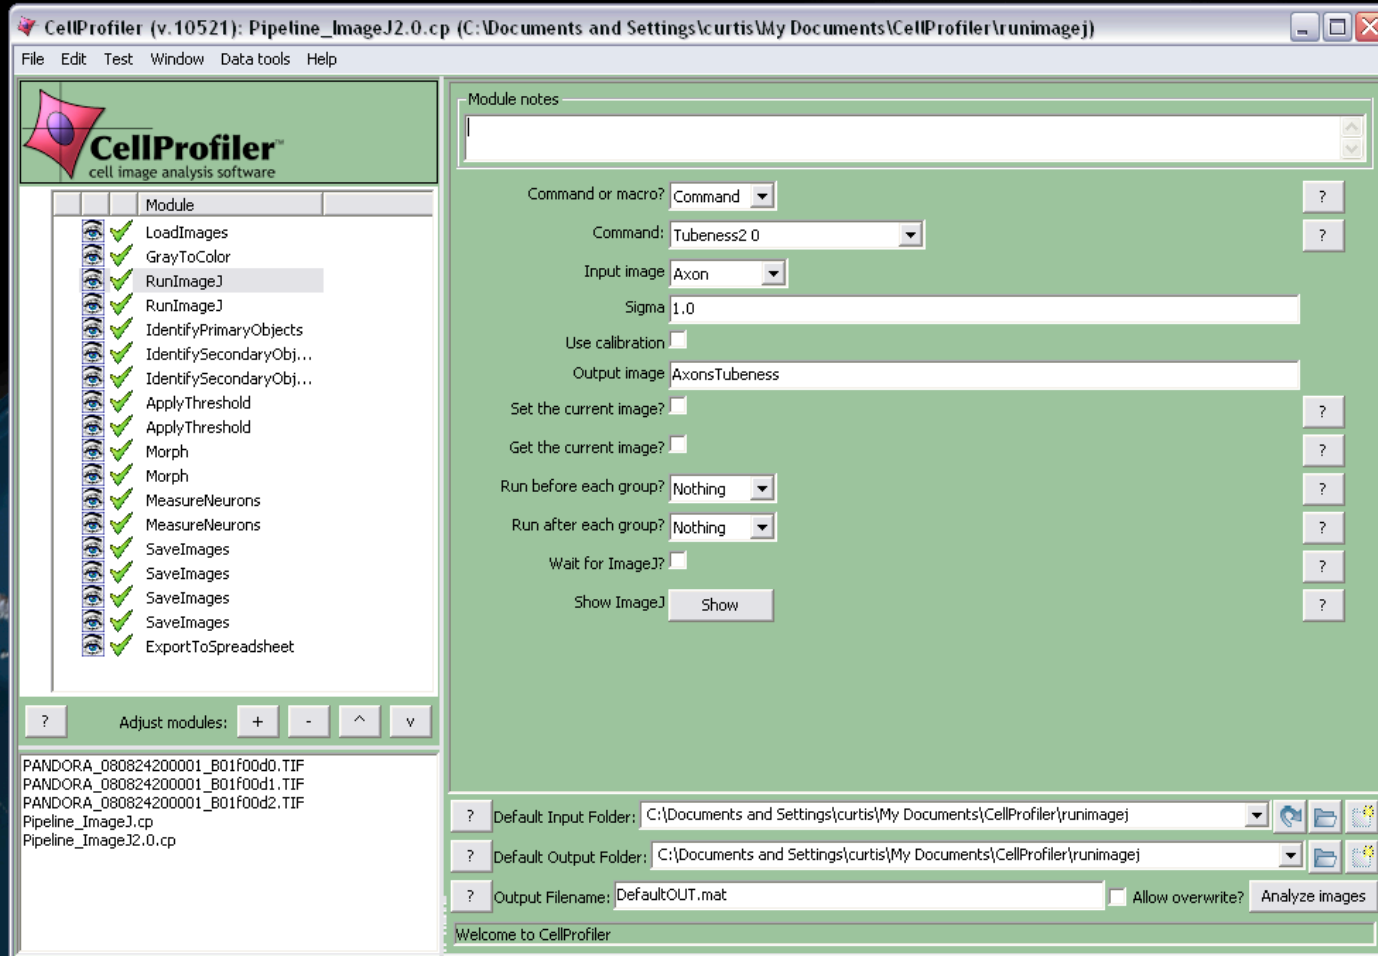 CellProfiler (v.10521): Pipeline_ImageJ2.0.cp (C:\Documents and Settings\curtis\My Documents\CellProfiler\runimagej)
File Edit Test Window Data tools Help
CellProfiler™
cell image analysis software
Module
LoadImages
GrayToColor
RunImageJ
RunImageJ
IdentifyPrimaryObjects
IdentifySecondaryObj...
IdentifySecondaryObj...
ApplyThreshold
ApplyThreshold
Morph
Morph
MeasureNeurons
MeasureNeurons
SaveImages
SaveImages
SaveImages
SaveImages
ExportToSpreadsheet
? Adjust modules: + - ^ v
PANDORA_080824200001_B01f00d0.TIF
PANDORA_080824200001_B01f00d1.TIF
PANDORA_080824200001_B01f00d2.TIF
Pipeline_ImageJ.cp
Pipeline_ImageJ2.0.cp
Module notes
Command or macro? Command ?
Command: Tubeness2 0 ?
Input image Axon
Sigma 1.0
Use calibration
Output image AxonsTubeness
Set the current image? ?
Get the current image? ?
Run before each group? Nothing ?
Run after each group? Nothing ?
Wait for ImageJ? ?
Show ImageJ Show ?
? Default Input Folder: C:\Documents and Settings\curtis\My Documents\CellProfiler\runimagej
? Default Output Folder: C:\Documents and Settings\curtis\My Documents\CellProfiler\runimagej
? Output Filename: DefaultOUT.mat Allow overwrite? Analyze images
Welcome to CellProfiler